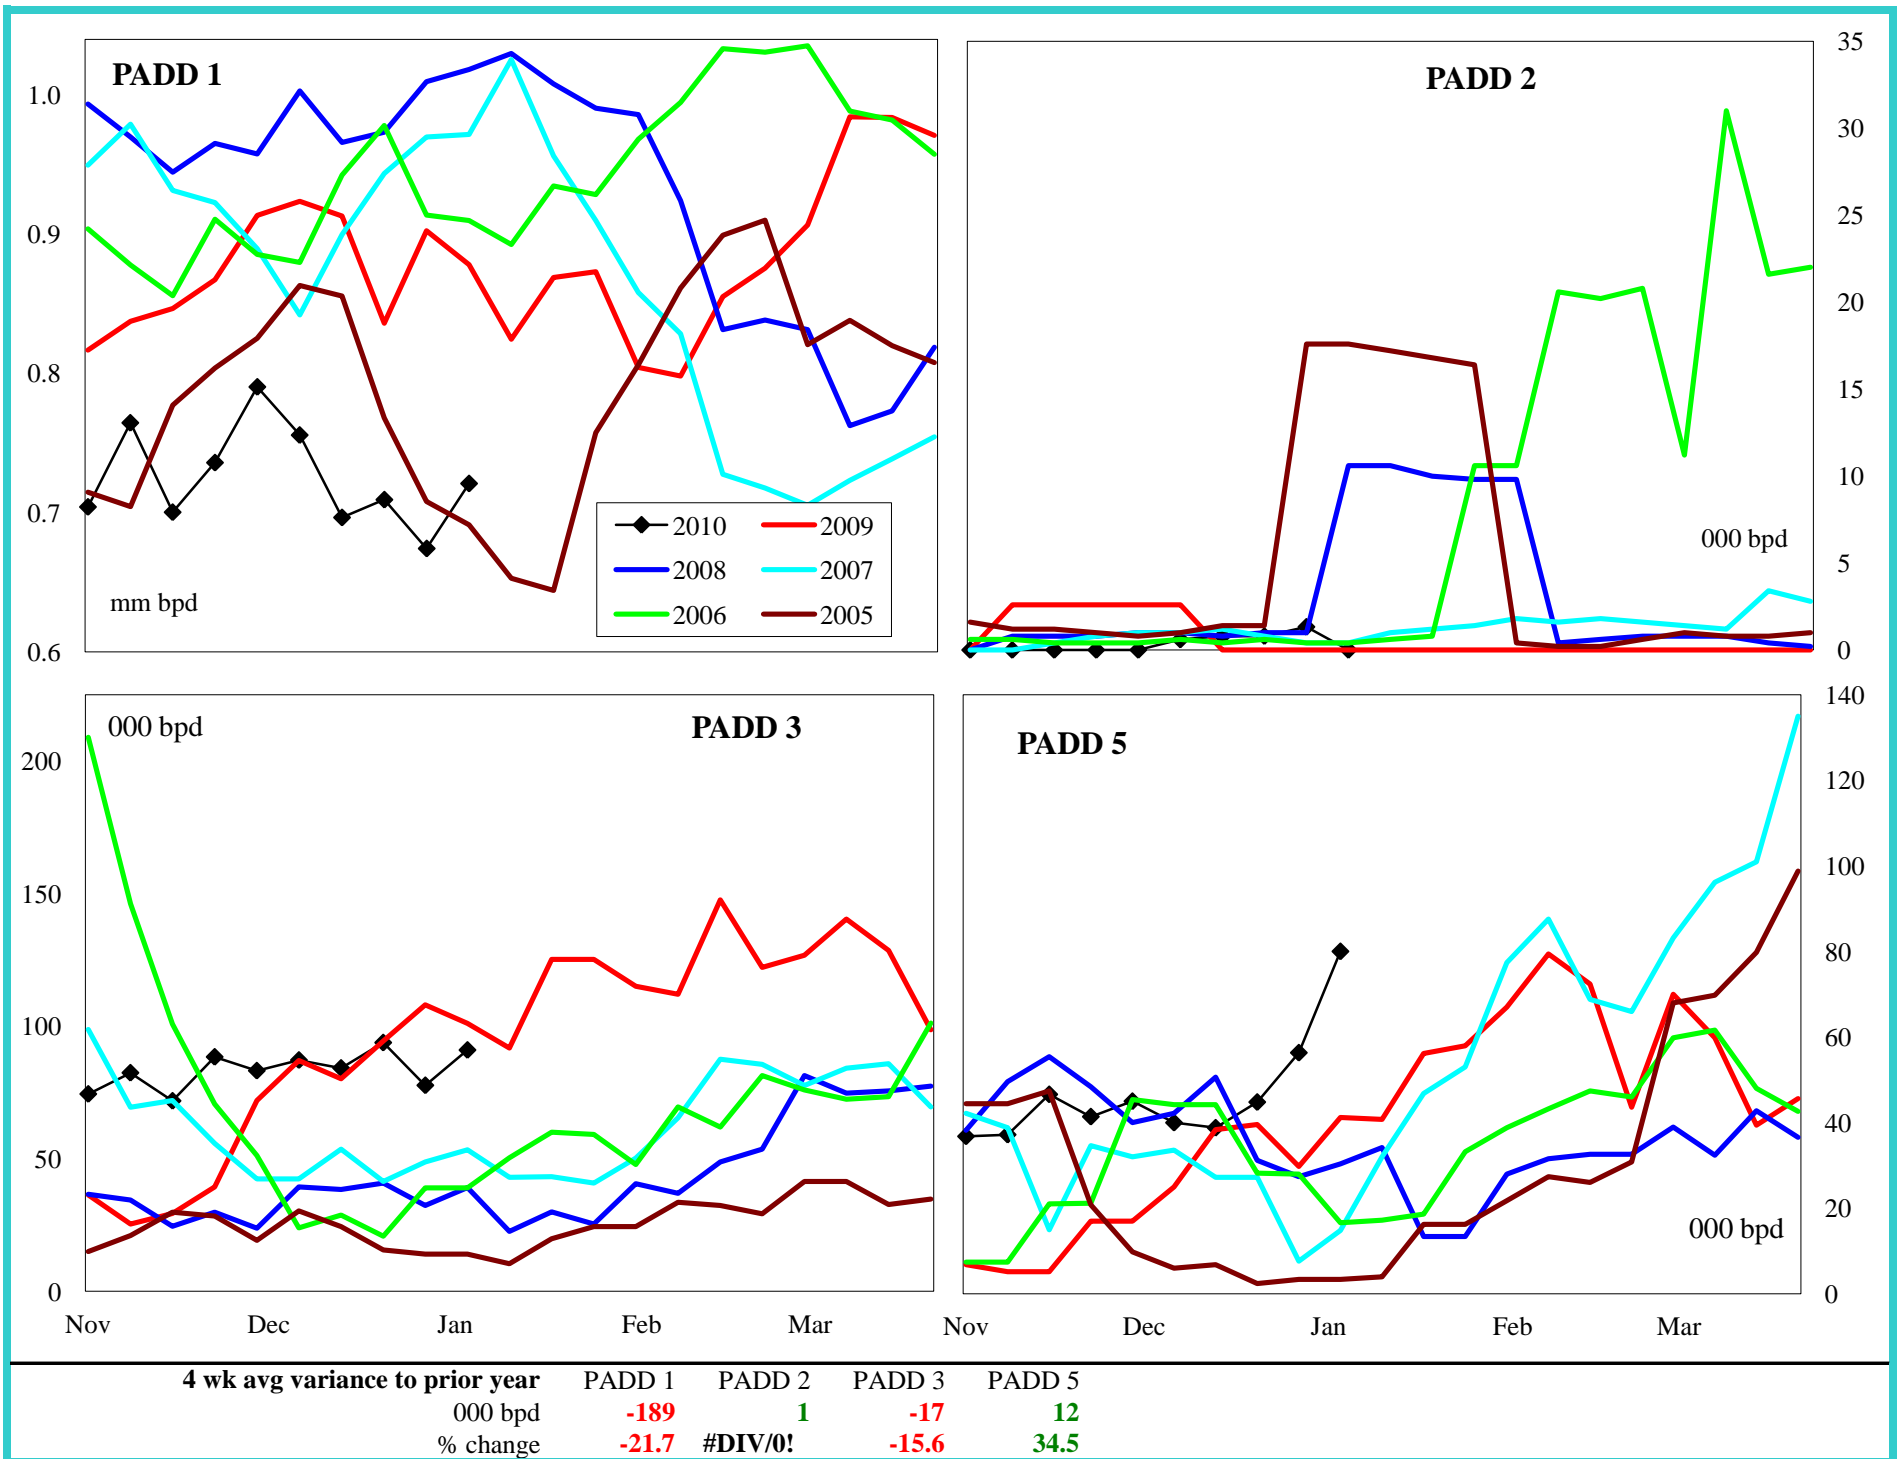 PADD 1
1.0
0.9
0.8
0.7
0.6
mm bpd
2010 2009
2008 2007
2006 2005
PADD 2
35
30
25
20
15
10
5
0
000 bpd
000 bpd
PADD 3
200
150
100
50
0
Nov Dec Jan Feb Mar
PADD 5
140
120
100
80
60
40
20
0
000 bpd
Nov Dec Jan Feb Mar
4 wk avg variance to prior year PADD 1 PADD 2 PADD 3 PADD 5
000 bpd -189 1 -17 12
% change -21.7 #DIV/0! -15.6 34.5